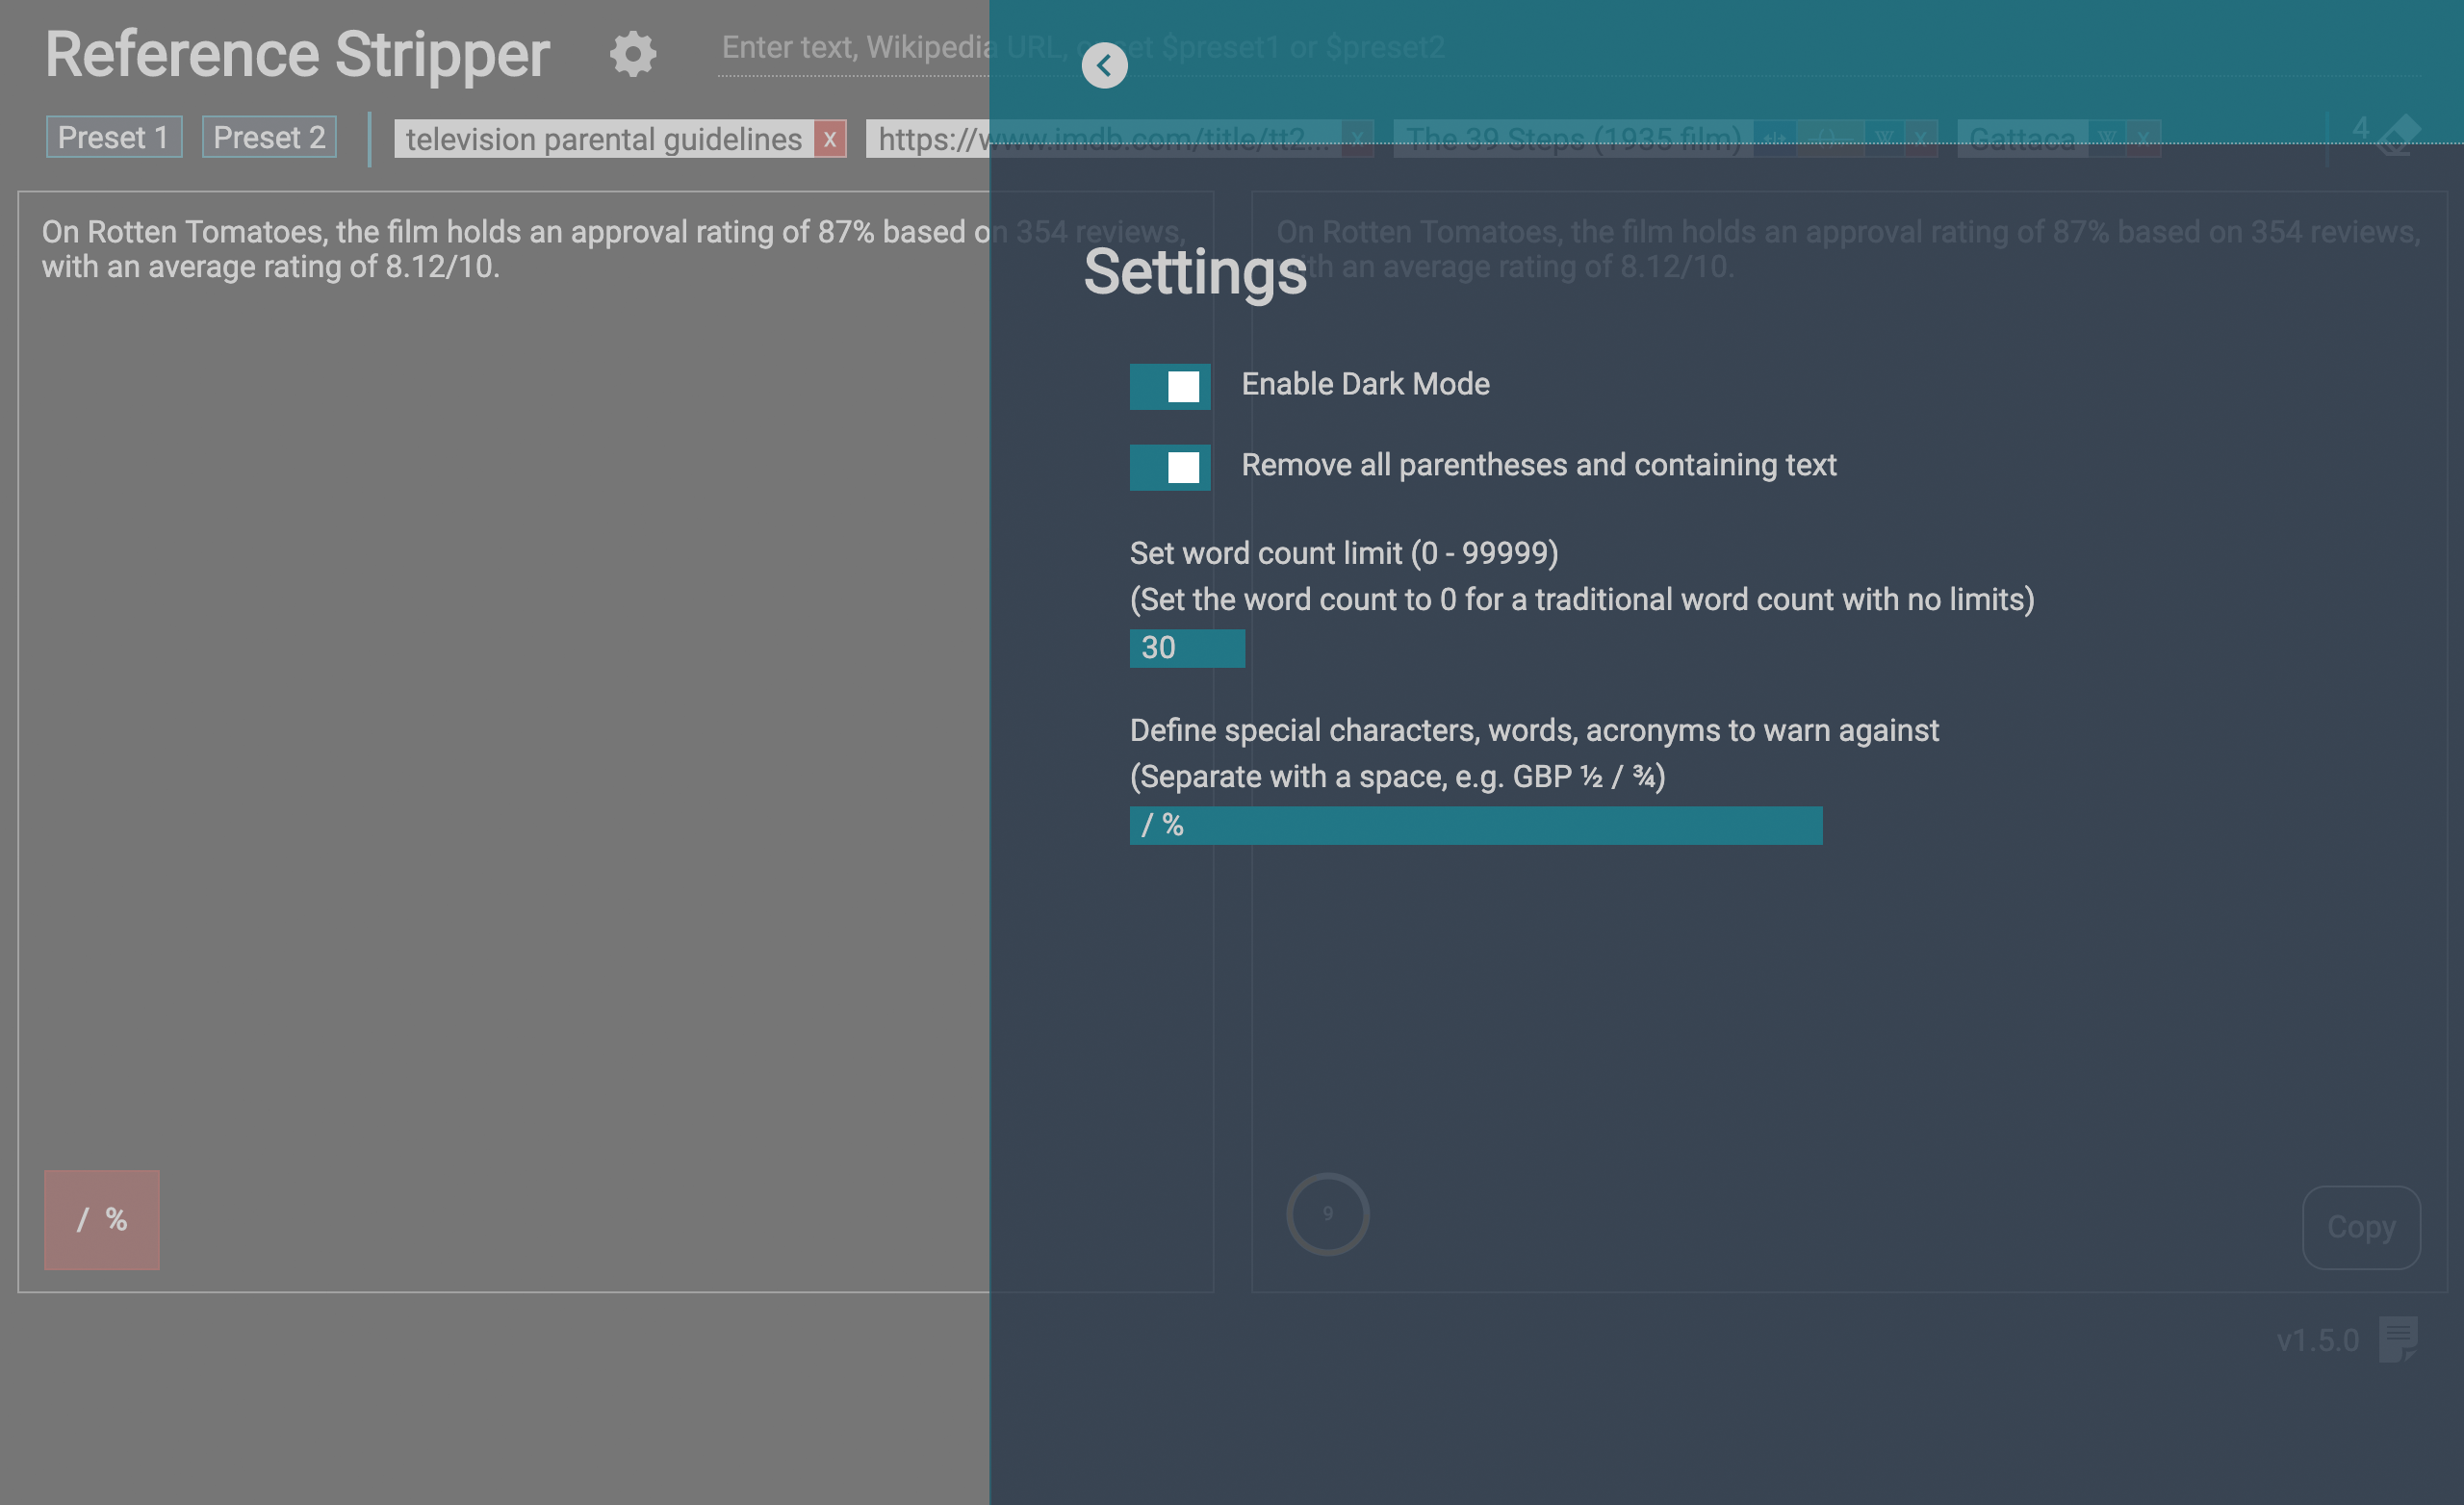 Reference Stripper
Enter text, Wikipedia URL, or set $preset1 or $preset2
Preset 1 Preset 2 television parental guidelines x https://www.imdb.com/title/tt2... x The 39 Steps (1935 film) ( ) W x Gattaca W x 4
On Rotten Tomatoes, the film holds an approval rating of 87% based on 354 reviews,
with an average rating of 8.12/10.
On Rotten Tomatoes, the film holds an approval rating of 87% based on 354 reviews,
with an average rating of 8.12/10.
Settings
Enable Dark Mode
Remove all parentheses and containing text
Set word count limit (0 - 99999)
(Set the word count to 0 for a traditional word count with no limits)
30
Define special characters, words, acronyms to warn against
(Separate with a space, e.g. GBP ½ / ¾)
/ %
/ %
9
Copy
v1.5.0